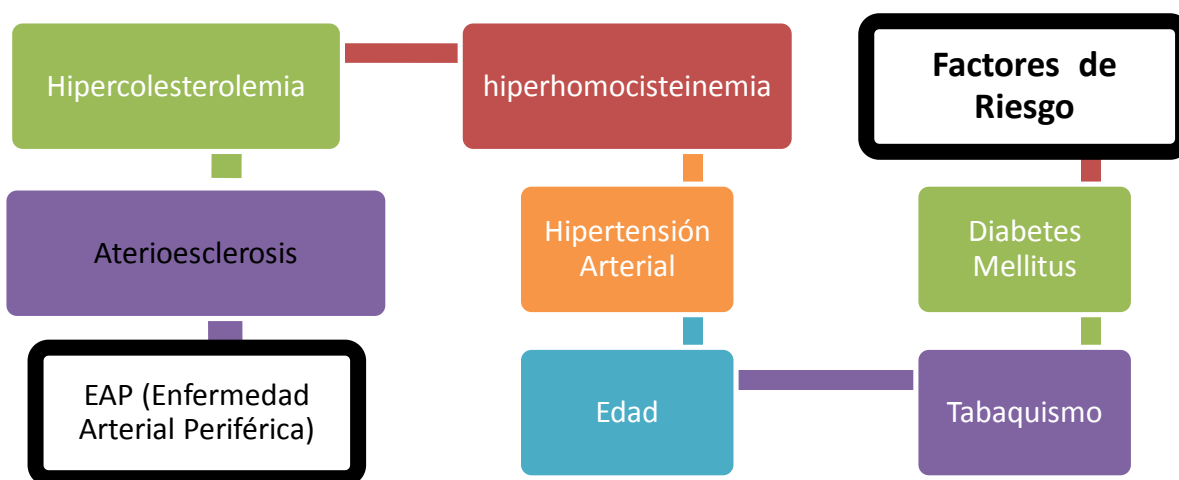 Hipercolesterolemia
hiperhomocisteinemia
Factores de
Riesgo
Aterioesclerosis
Hipertensión
Arterial
Diabetes
Mellitus
EAP (Enfermedad
Arterial Periférica)
Edad
Tabaquismo